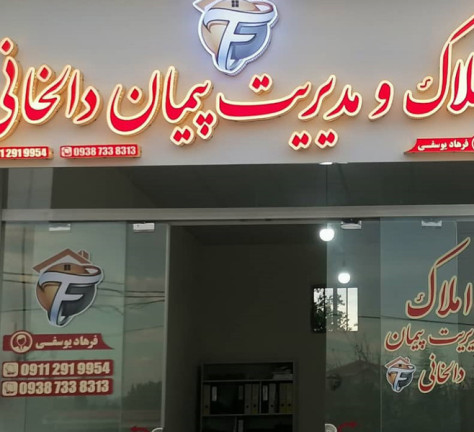 املاک و مدیریت پیمان دالخانی
0911 291 9954
0938 733 8313
فرهاد یوسفی
فرهاد یوسفی
0911 291 9954
0938 733 8313
املاک
مدیریت پیمان
دالخانی